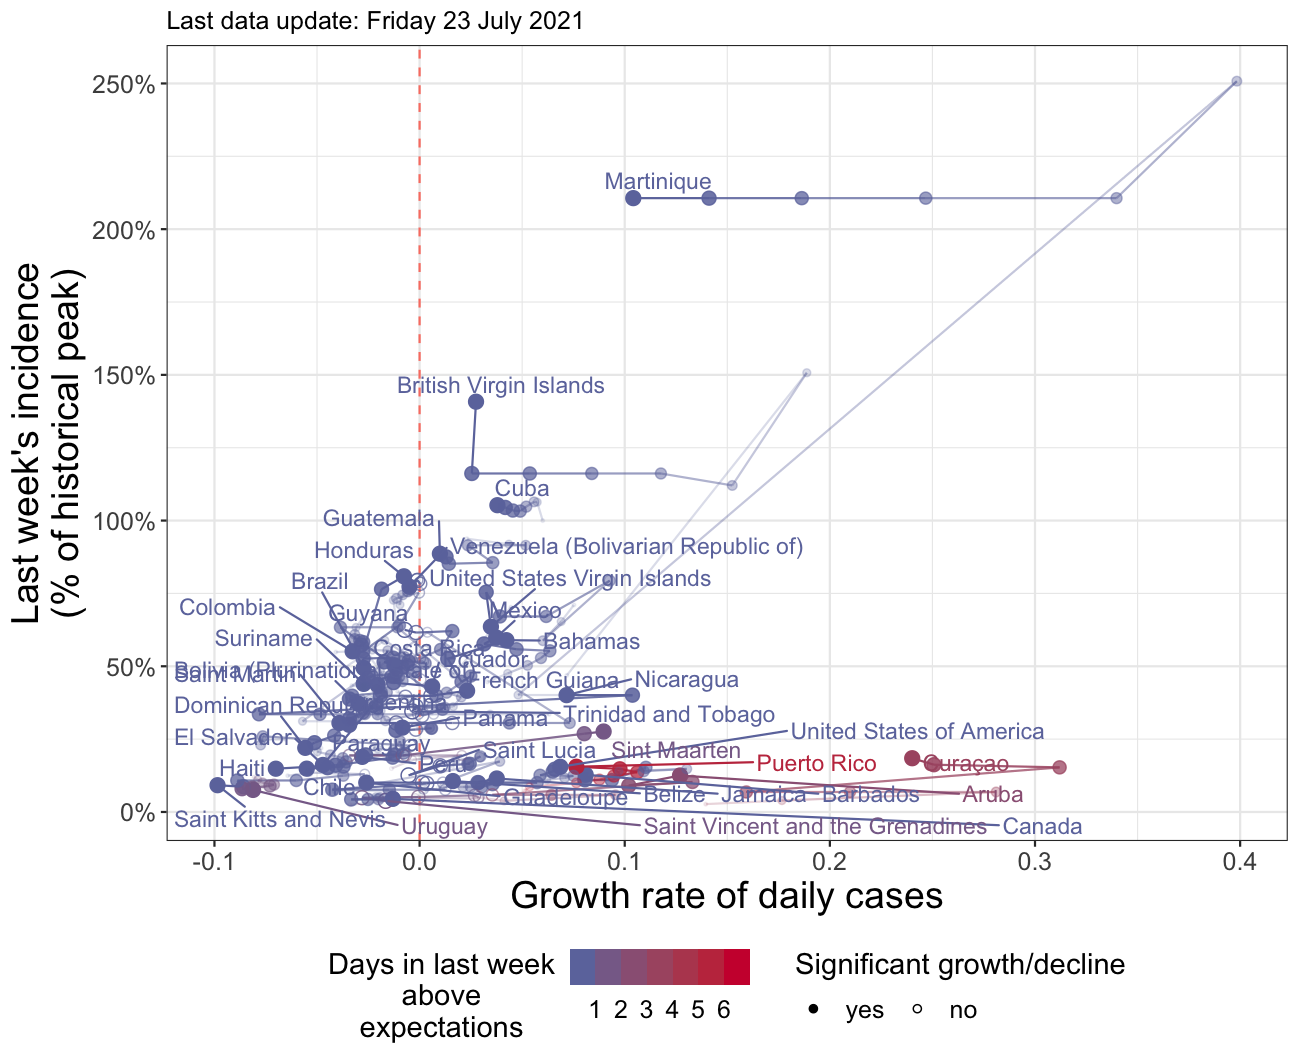 Last data update: Friday 23 July 2021
Last week's incidence
(% of historical peak)
250%
200%
150%
100%
50%
0%
Martinique
British Virgin Islands
Cuba
Guatemala
Honduras
Venezuela (Bolivarian Republic of)
Brazil
United States Virgin Islands
Colombia
Guyana
Mexico
Suriname
Costa Rica
Bahamas
Ecuador
Bolivia (Plurinational State of)
Saint Martin
French Guiana
Nicaragua
Dominican Republic
Argentina
Panama
Trinidad and Tobago
El Salvador
Paraguay
Saint Lucia
Sint Maarten
United States of America
Haiti
Peru
Puerto Rico
Curaçao
Chile
Guadeloupe
Belize
Jamaica
Barbados
Aruba
Saint Kitts and Nevis
Uruguay
Saint Vincent and the Grenadines
Canada
-0.1
0.0
0.1
0.2
0.3
0.4
Growth rate of daily cases
Days in last week
above
expectations
1 2 3 4 5 6
Significant growth/decline
yes
no